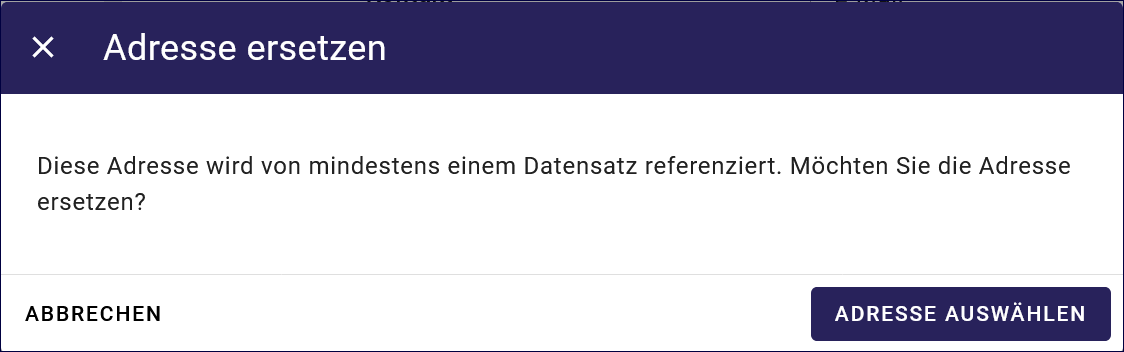 Adresse ersetzen
Diese Adresse wird von mindestens einem Datensatz referenziert. Möchten Sie die Adresse
ersetzen?
ABBRECHEN
ADRESSE AUSWÄHLEN